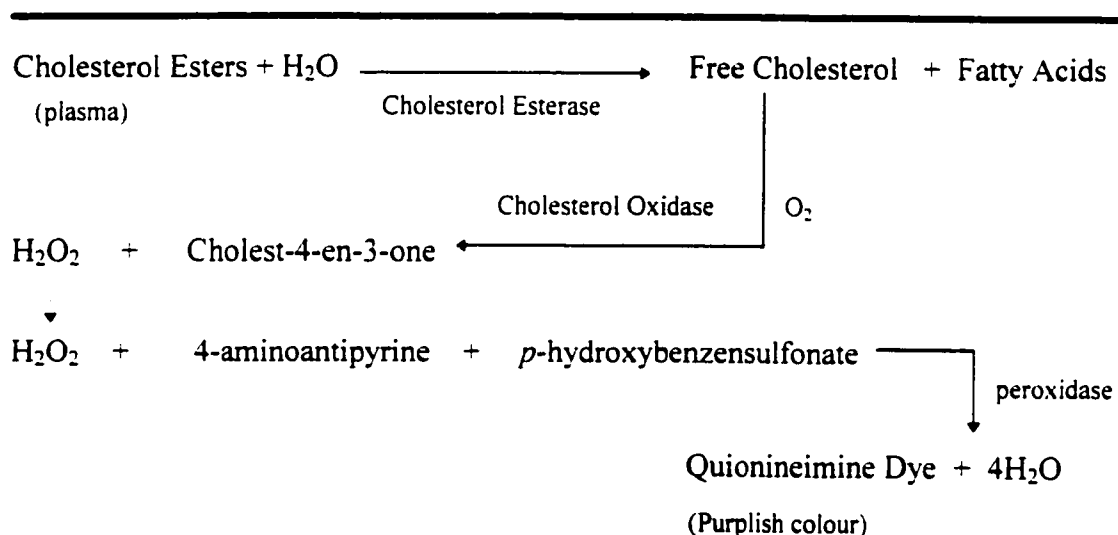 Cholesterol Esters + H₂O Free Cholesterol + Fatty Acids
(plasma) Cholesterol Esterase
Cholesterol Oxidase O₂
H₂O₂ + Cholest-4-en-3-one
H₂O₂ + 4-aminoantipyrine + p-hydroxybenzensulfonate
peroxidase
Quionineimine Dye + 4H₂O
(Purplish colour)